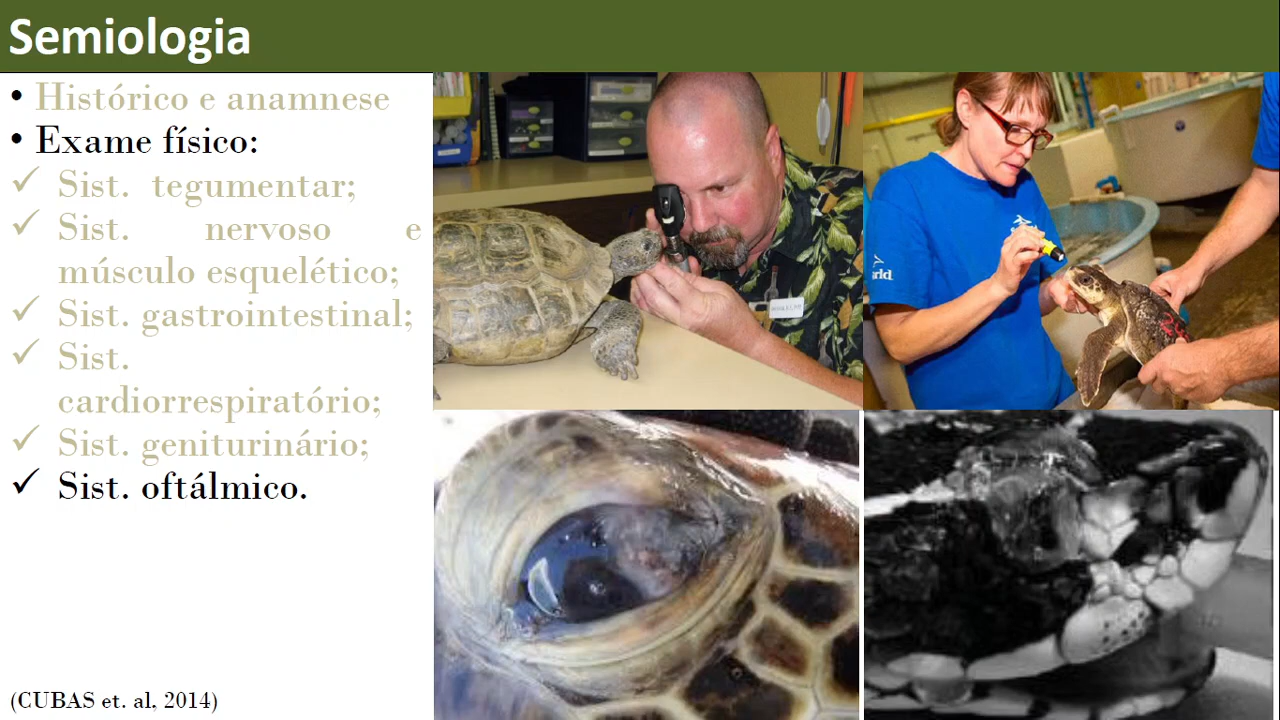 Semiologia
• Histórico e anamnese
• Exame físico:
✓ Sist. tegumentar;
✓ Sist. nervoso e
músculo esquelético;
✓ Sist. gastrointestinal;
✓ Sist.
cardiorrespiratório;
✓ Sist. geniturinário;
✓ Sist. oftálmico.
(CUBAS et. al, 2014)